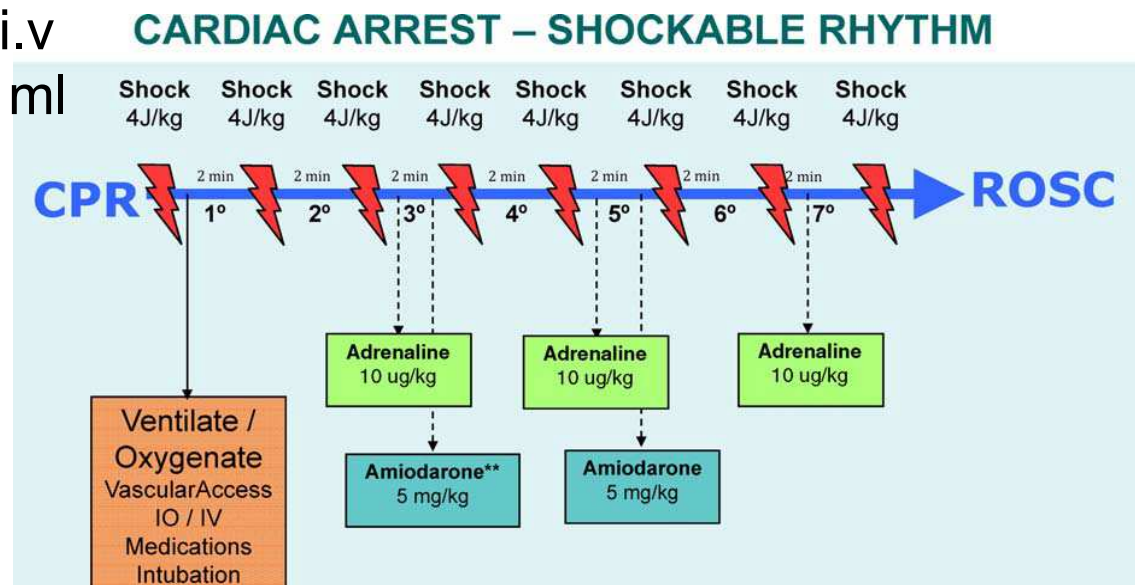 i.v
ml
CARDIAC ARREST – SHOCKABLE RHYTHM
Shock Shock Shock Shock Shock Shock Shock Shock
4J/kg 4J/kg 4J/kg 4J/kg 4J/kg 4J/kg 4J/kg 4J/kg
2 min 2 min 2 min 2 min 2 min 2 min 2 min
CPR ROSC
1º 2º 3º 4º 5º 6º 7º
Adrenaline
10 ug/kg
Adrenaline
10 ug/kg
Adrenaline
10 ug/kg
Ventilate /
Oxygenate
VascularAccess
IO / IV
Medications
Intubation
Amiodarone**
5 mg/kg
Amiodarone
5 mg/kg